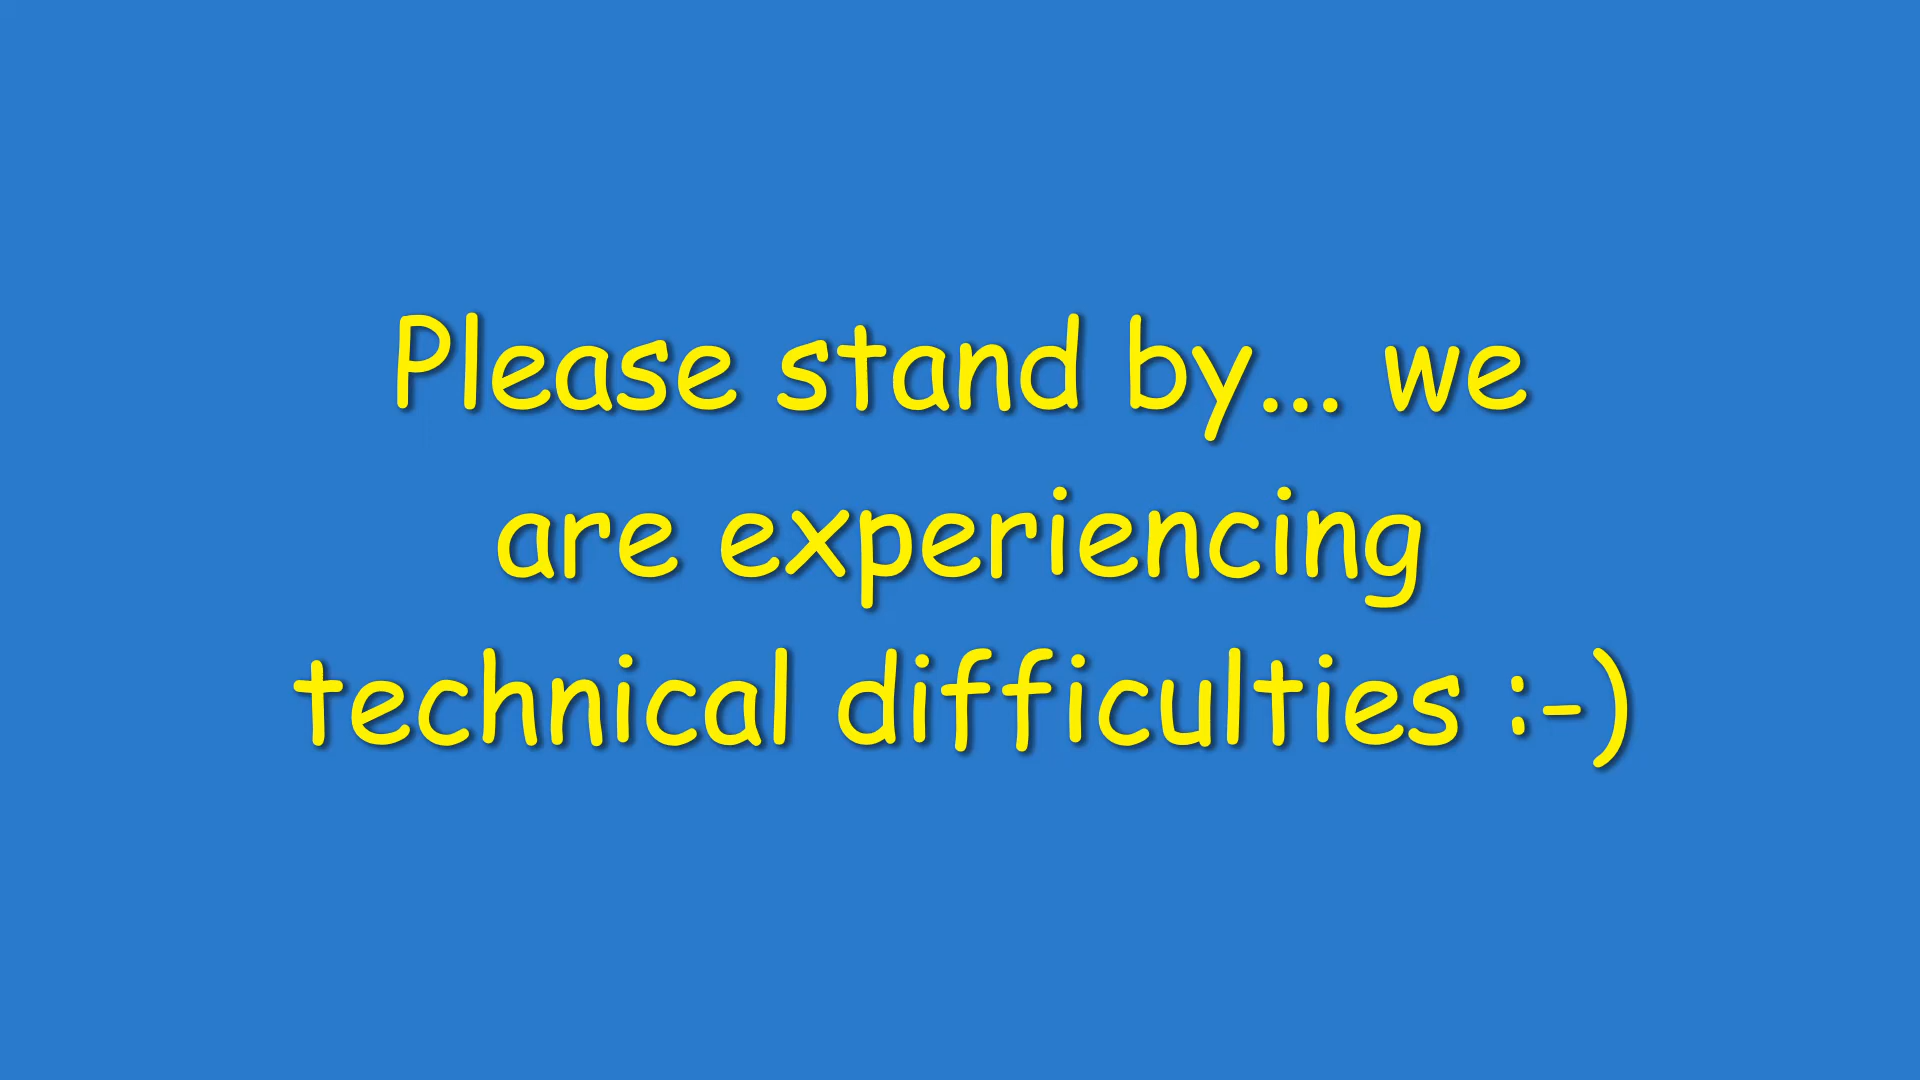 Please stand by... we
are experiencing
technical difficulties :-)